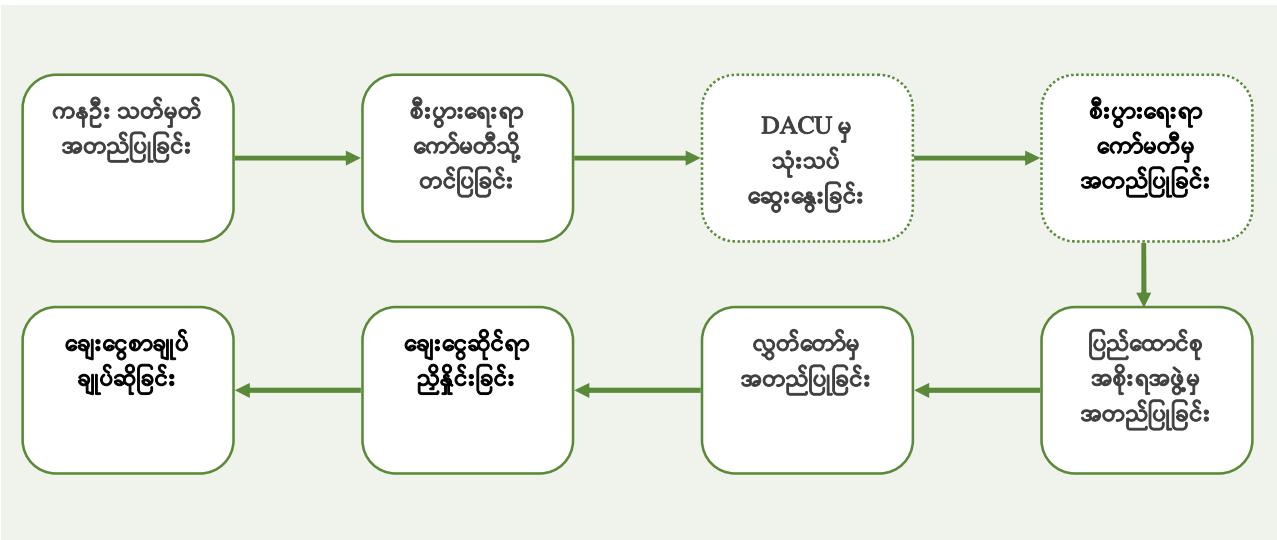 ကနဦး သတ်မှတ်
အတည်ပြုခြင်း
စီးပွားရေးရာ
ကော်မတီသို့
တင်ပြခြင်း
DACU မှ
သုံးသပ်
ဆွေးနွေးခြင်း
စီးပွားရေးရာ
ကော်မတီမှ
အတည်ပြုခြင်း
ပြည်ထောင်စု
အစိုးရအဖွဲ့မှ
အတည်ပြုခြင်း
လွှတ်တော်မှ
အတည်ပြုခြင်း
ချေးငွေဆိုင်ရာ
ညှိနှိုင်းခြင်း
ချေးငွေစာချုပ်
ချုပ်ဆိုခြင်း